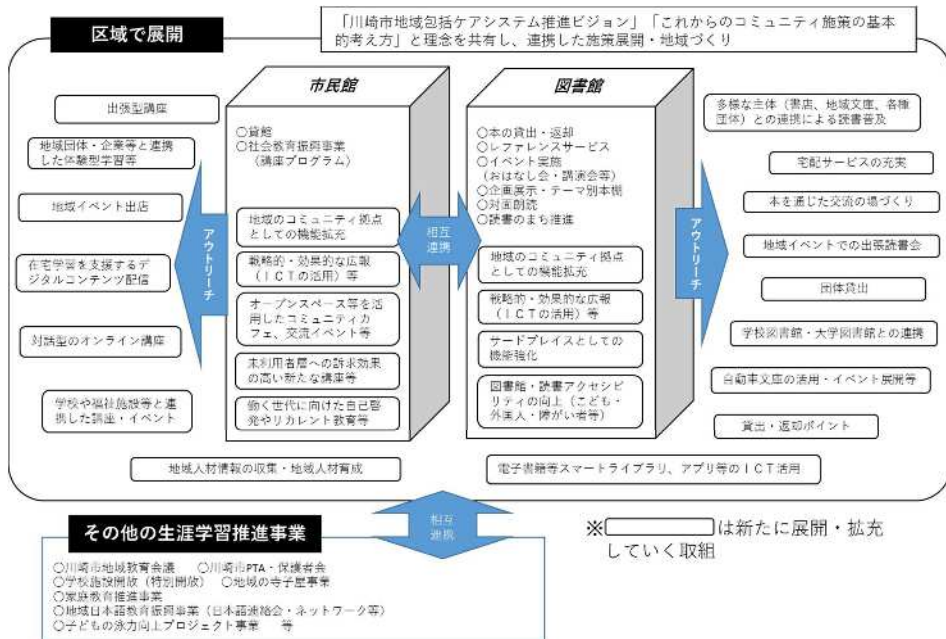 区域で展開
「川崎市地域包括ケアシステム推進ビジョン」「これからのコミュニティ施策の基本
的考え方」と理念を共有し、連携した施策展開・地域づくり
出張型講座
地域団体・企業等と連携
した体験型学習等
地域イベント出店
在宅学習を支援するデ
ジタルコンテンツ配信
対話型のオンライン講座
学校や福祉施設等と連
携した講座・イベント
アウトリーチ
市民館
○貸館
○社会教育振興事業
（講座プログラム）
地域のコミュニティ拠点
としての機能拡充
戦略的・効果的な広報
（ＩＣＴの活用）等
オープンスペース等を活
用したコミュニティカ
フェ、交流イベント等
未利用者層への訴求効果
の高い新たな講座等
働く世代に向けた自己啓
発やリカレント教育等
相互
連携
図書館
○本の貸出・返却
○レファレンスサービス
○イベント実施
（おはなし会・講演会等）
○企画展示・テーマ別本棚
○対面朗読
○読書のまち推進
地域のコミュニティ拠点
としての機能拡充
戦略的・効果的な広報
（ＩＣＴの活用）等
サードプレイスとしての
機能強化
図書館・読書アクセシビ
リティの向上（こども・
外国人・障がい者等）
アウトリーチ
多様な主体（書店、地域文庫、各種
団体）との連携による読書普及
宅配サービスの充実
本を通じた交流の場づくり
地域イベントでの出張読書会
団体貸出
学校図書館・大学図書館との連携
自動車文庫の活用・イベント展開等
貸出・返却ポイント
地域人材情報の収集・地域人材育成
電子書籍等スマートライブラリ、アプリ等のＩＣＴ活用
相互
連携
その他の生涯学習推進事業
○川崎市地域教育会議　○川崎市PTA・保護者会
○学校施設開放（特別開放）　○地域の寺子屋事業
○家庭教育推進事業
○地域日本語教育振興事業（日本語連絡会・ネットワーク等）
○子どもの泳力向上プロジェクト事業　等
※　は新たに展開・拡充
していく取組